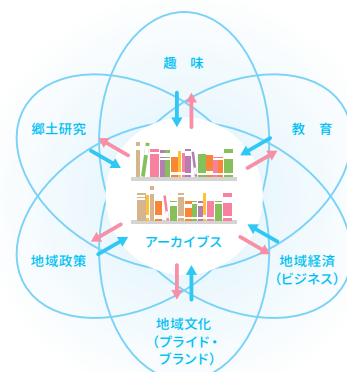 趣　味
郷土研究
教　育
アーカイブス
地域政策
地域経済
（ビジネス）
地域文化
（プライド・
ブランド）